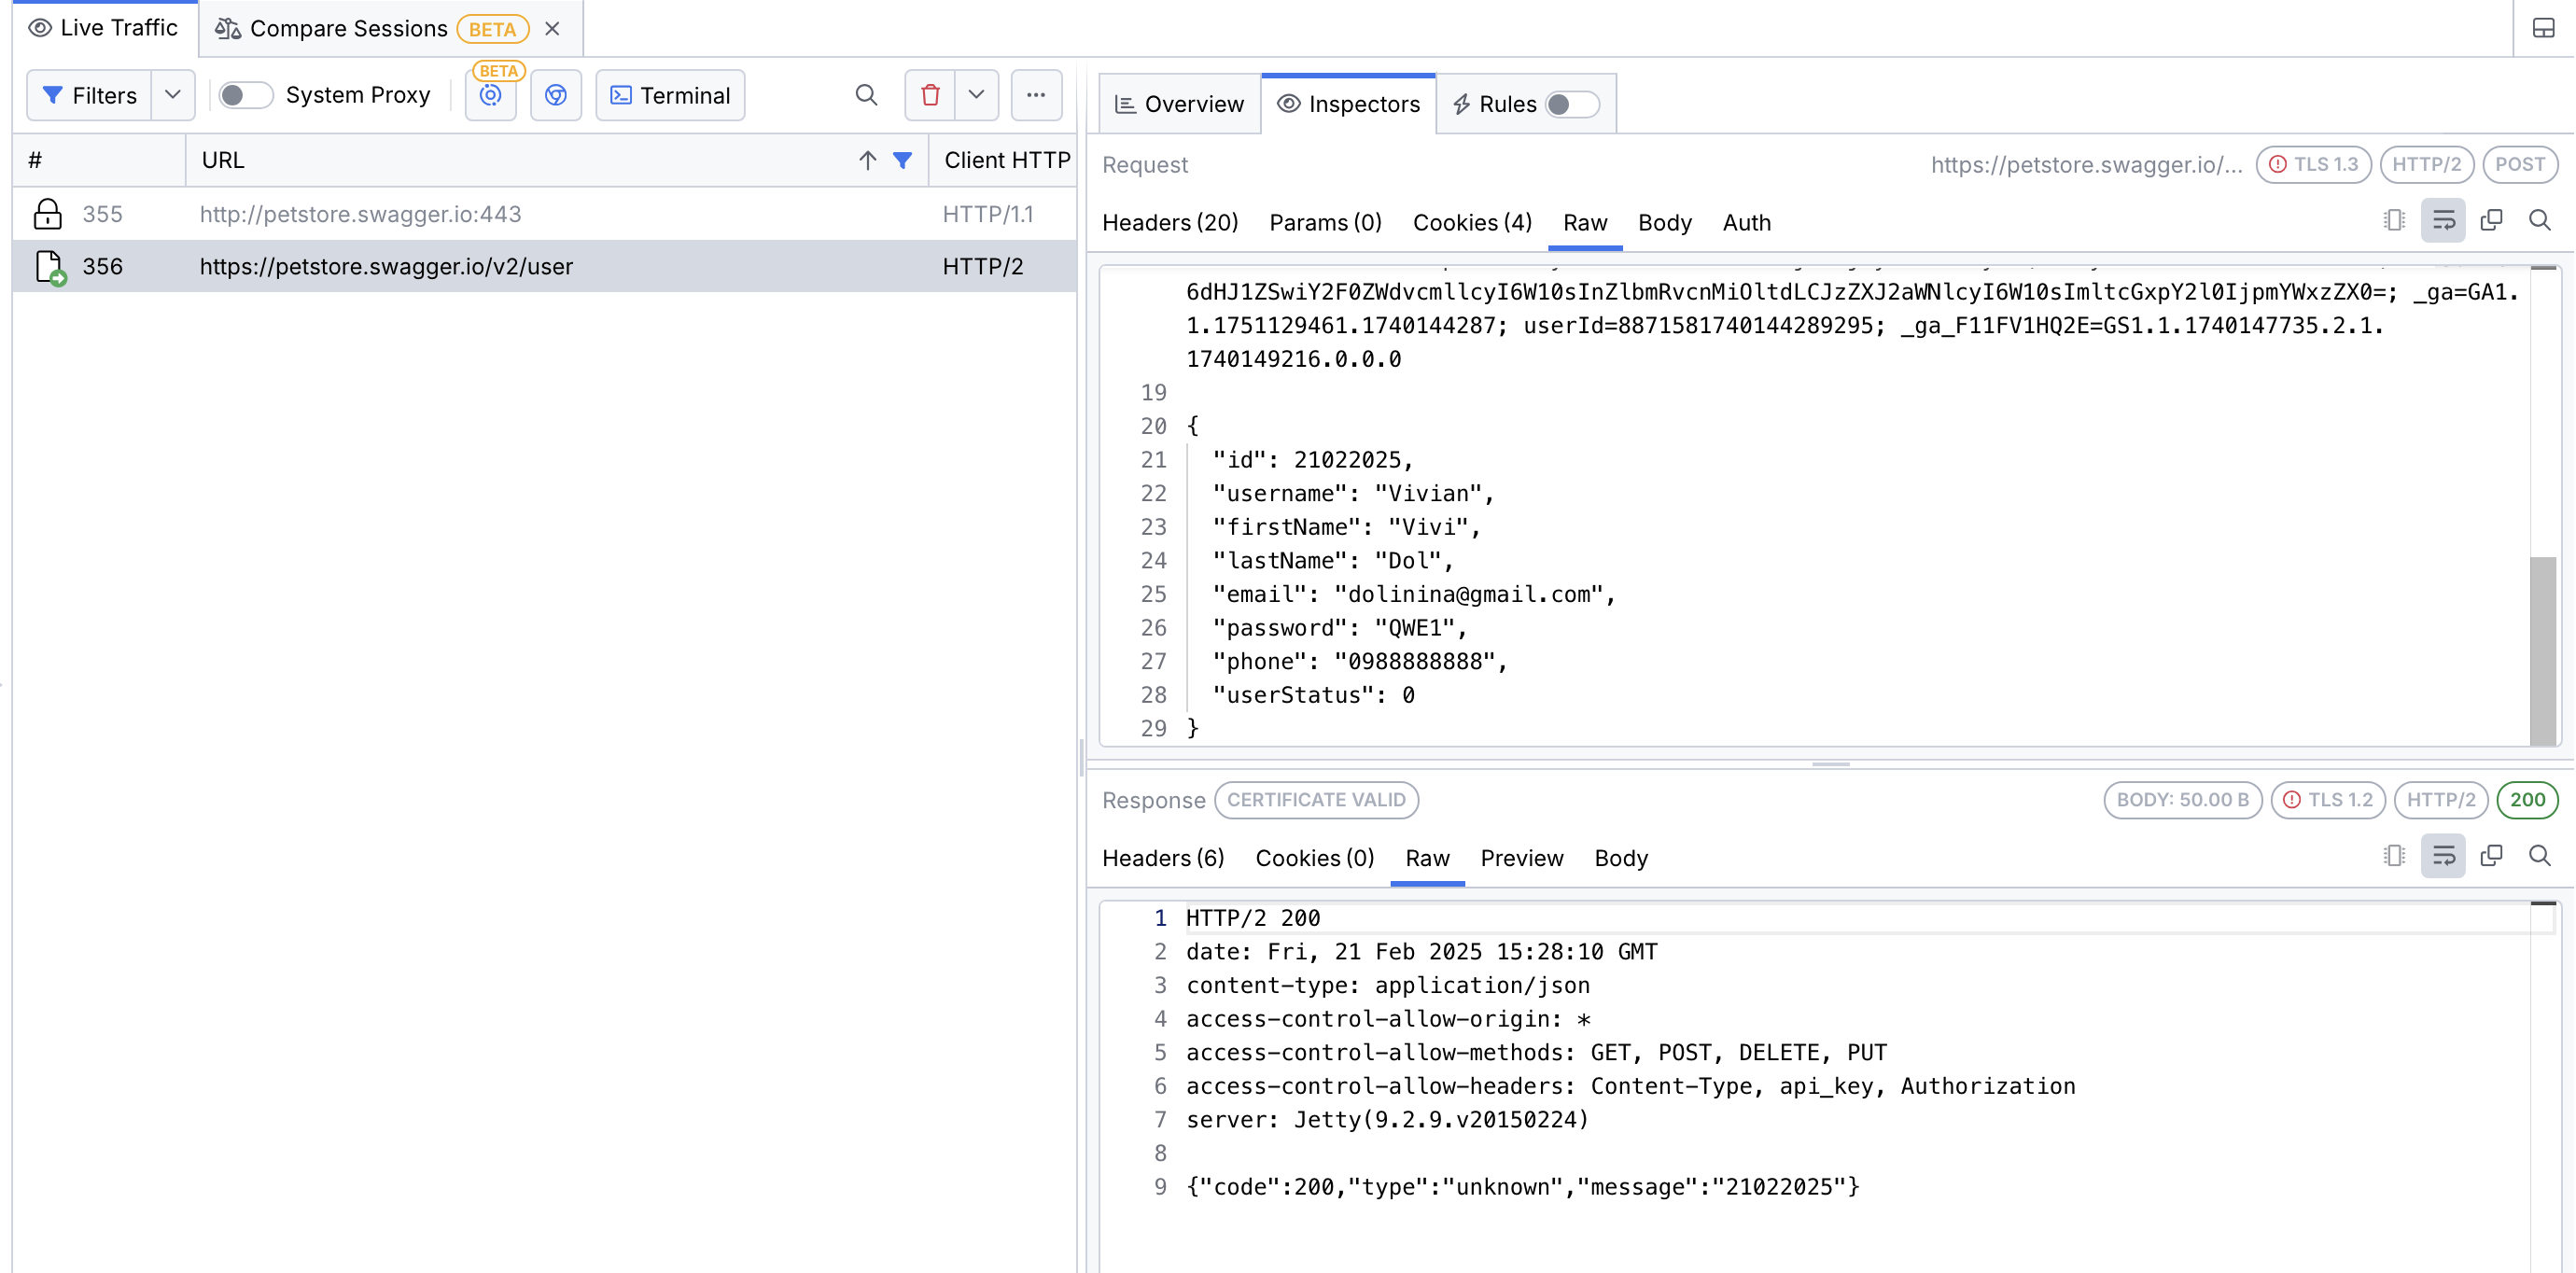 Live Traffic
Compare Sessions BETA
Filters
System Proxy
BETA
Terminal
# URL Client HTTP
355 http://petstore.swagger.io:443 HTTP/1.1
356 https://petstore.swagger.io/v2/user HTTP/2
Overview
Inspectors
Rules
Request https://petstore.swagger.io/... TLS 1.3 HTTP/2 POST
Headers (20) Params (0) Cookies (4) Raw Body Auth
6dHJ1ZSwiY2F0ZWdvcmllcyI6W10sInZlbmRvcnMiOltdLCJzZXJ2aWNlcyI6W10sImltcGxpY2l0IjpmYWxzZX0=; _ga=GA1.
1.1751129461.1740144287; userId=8871581740144289295; _ga_F11FV1HQ2E=GS1.1.1740147735.2.1.
1740149216.0.0.0
19
20 {
21 "id": 21022025,
22 "username": "Vivian",
23 "firstName": "Vivi",
24 "lastName": "Dol",
25 "email": "dolinina@gmail.com",
26 "password": "QWE1",
27 "phone": "0988888888",
28 "userStatus": 0
29 }
Response CERTIFICATE VALID BODY: 50.00 B TLS 1.2 HTTP/2 200
Headers (6) Cookies (0) Raw Preview Body
1 HTTP/2 200
2 date: Fri, 21 Feb 2025 15:28:10 GMT
3 content-type: application/json
4 access-control-allow-origin: *
5 access-control-allow-methods: GET, POST, DELETE, PUT
6 access-control-allow-headers: Content-Type, api_key, Authorization
7 server: Jetty(9.2.9.v20150224)
8
9 {"code":200,"type":"unknown","message":"21022025"}